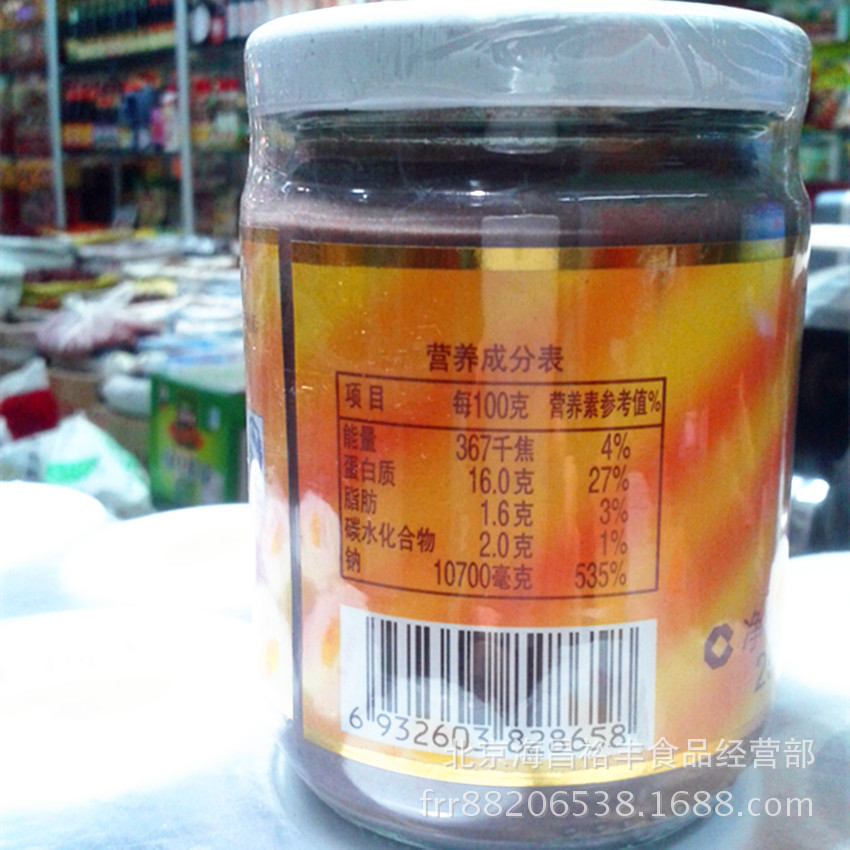 营养成分表
项目 每100克 营养素参考值%
能量 367千焦 4%
蛋白质 16.0克 27%
脂肪 1.6克 3%
碳水化合物 2.0克 1%
钠 10700毫克 535%
6 932603 828658
净
北京海昌裕丰食品经营部
frr88206538.1688.com